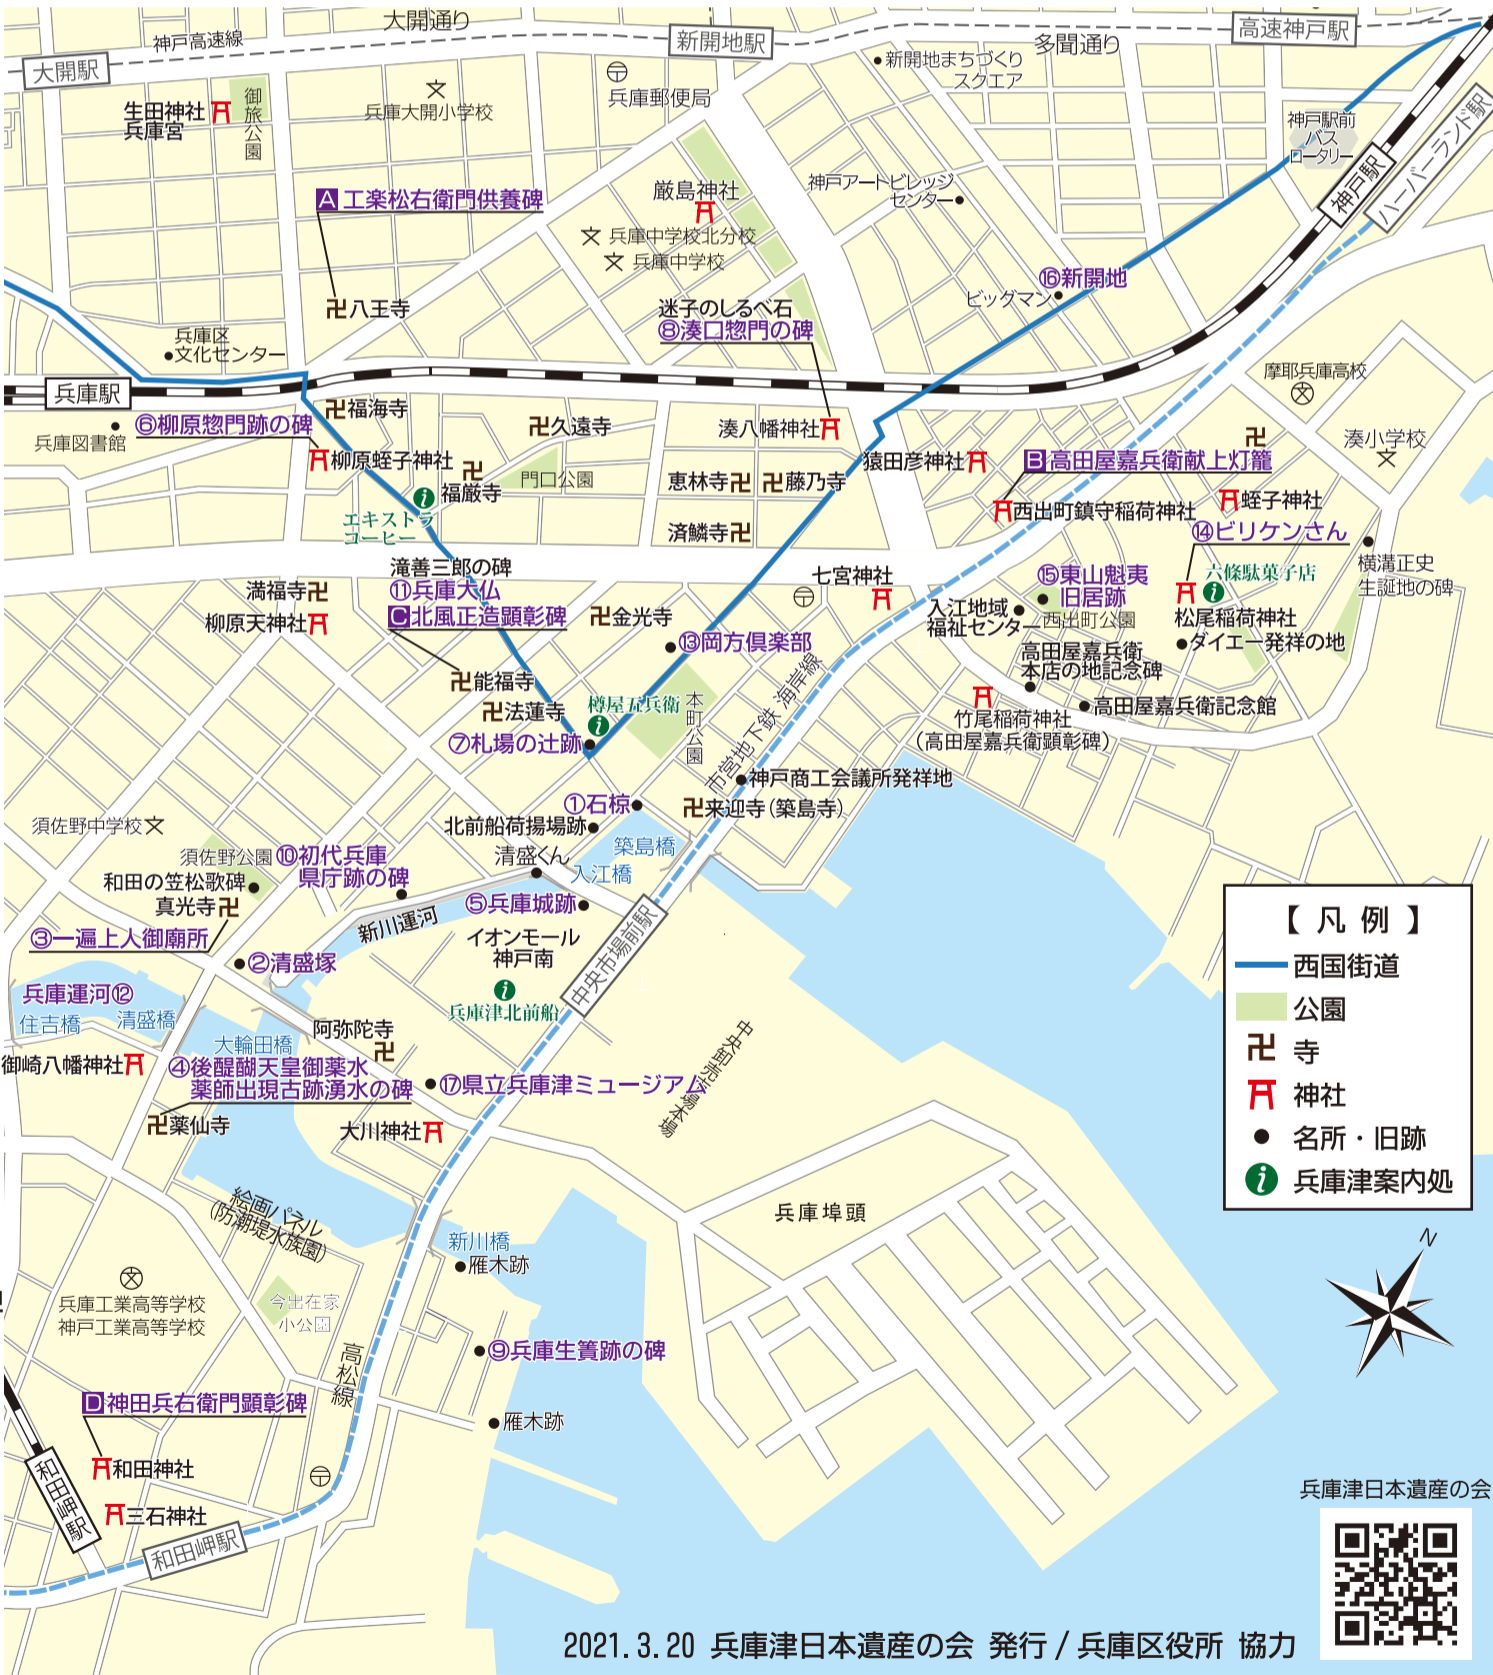 大開通り
神戸高速線
新開地駅
高速神戸駅
多聞通り
大開駅
新開地まちづくり
スクエア
生田神社
兵庫宮
御旅公園
兵庫大開小学校
兵庫郵便局
神戸駅前
バス
ロータリー
神戸駅
ハーバーランド駅
A 工楽松右衛門供養碑
厳島神社
神戸アートビレッジ
センター
兵庫中学校北分校
兵庫中学校
⑯新開地
ビッグマン
八王寺
迷子のしるべ石
⑧湊口惣門の碑
兵庫区
文化センター
兵庫駅
摩耶兵庫高校
兵庫図書館
⑥柳原惣門跡の碑
福海寺
久遠寺
湊八幡神社
湊小学校
柳原蛭子神社
福厳寺
門口公園
恵林寺
藤乃寺
猿田彦神社
B 高田屋嘉兵衛献上灯籠
エキストラ
コーヒー
済鱗寺
西出町鎮守稲荷神社
蛭子神社
⑭ビリケンさん
滝善三郎の碑
⑪兵庫大仏
C 北風正造顕彰碑
満福寺
柳原天神社
金光寺
七宮神社
⑮東山魁夷
旧居跡
六條駄菓子店
横溝正史
生誕地の碑
入江地域
福祉センター
西出町公園
松尾稲荷神社
ダイエー発祥の地
⑬岡方倶楽部
高田屋嘉兵衛
本店の地記念碑
能福寺
法蓮寺
樽屋五兵衛
本町公園
市営地下鉄 海岸線
竹尾稲荷神社
(高田屋嘉兵衛顕彰碑)
高田屋嘉兵衛記念館
⑦札場の辻跡
神戸商工会議所発祥地
①石椋
来迎寺(築島寺)
北前船荷揚場跡
須佐野中学校
須佐野公園
⑩初代兵庫
県庁跡の碑
清盛くん
築島橋
入江橋
和田の笠松歌碑
真光寺
⑤兵庫城跡
③一遍上人御廟所
新川運河
イオンモール
神戸南
中央市場前駅
②清盛塚
兵庫津北前船
兵庫運河⑫
住吉橋
清盛橋
大輪田橋
阿弥陀寺
中央卸売市場本場
御崎八幡神社
④後醍醐天皇御薬水
薬師出現古跡湧水の碑
⑰県立兵庫津ミュージアム
薬仙寺
大川神社
絵画パネル
(防潮堤水族園)
兵庫埠頭
新川橋
雁木跡
兵庫工業高等学校
神戸工業高等学校
今出在家
小公園
高松線
⑨兵庫生簀跡の碑
D 神田兵右衛門顕彰碑
雁木跡
和田神社
三石神社
和田岬駅
和田岬駅
【 凡 例 】
西国街道
公園
寺
神社
名所・旧跡
兵庫津案内処
N
兵庫津日本遺産の会
2021.3.20 兵庫津日本遺産の会 発行 / 兵庫区役所 協力